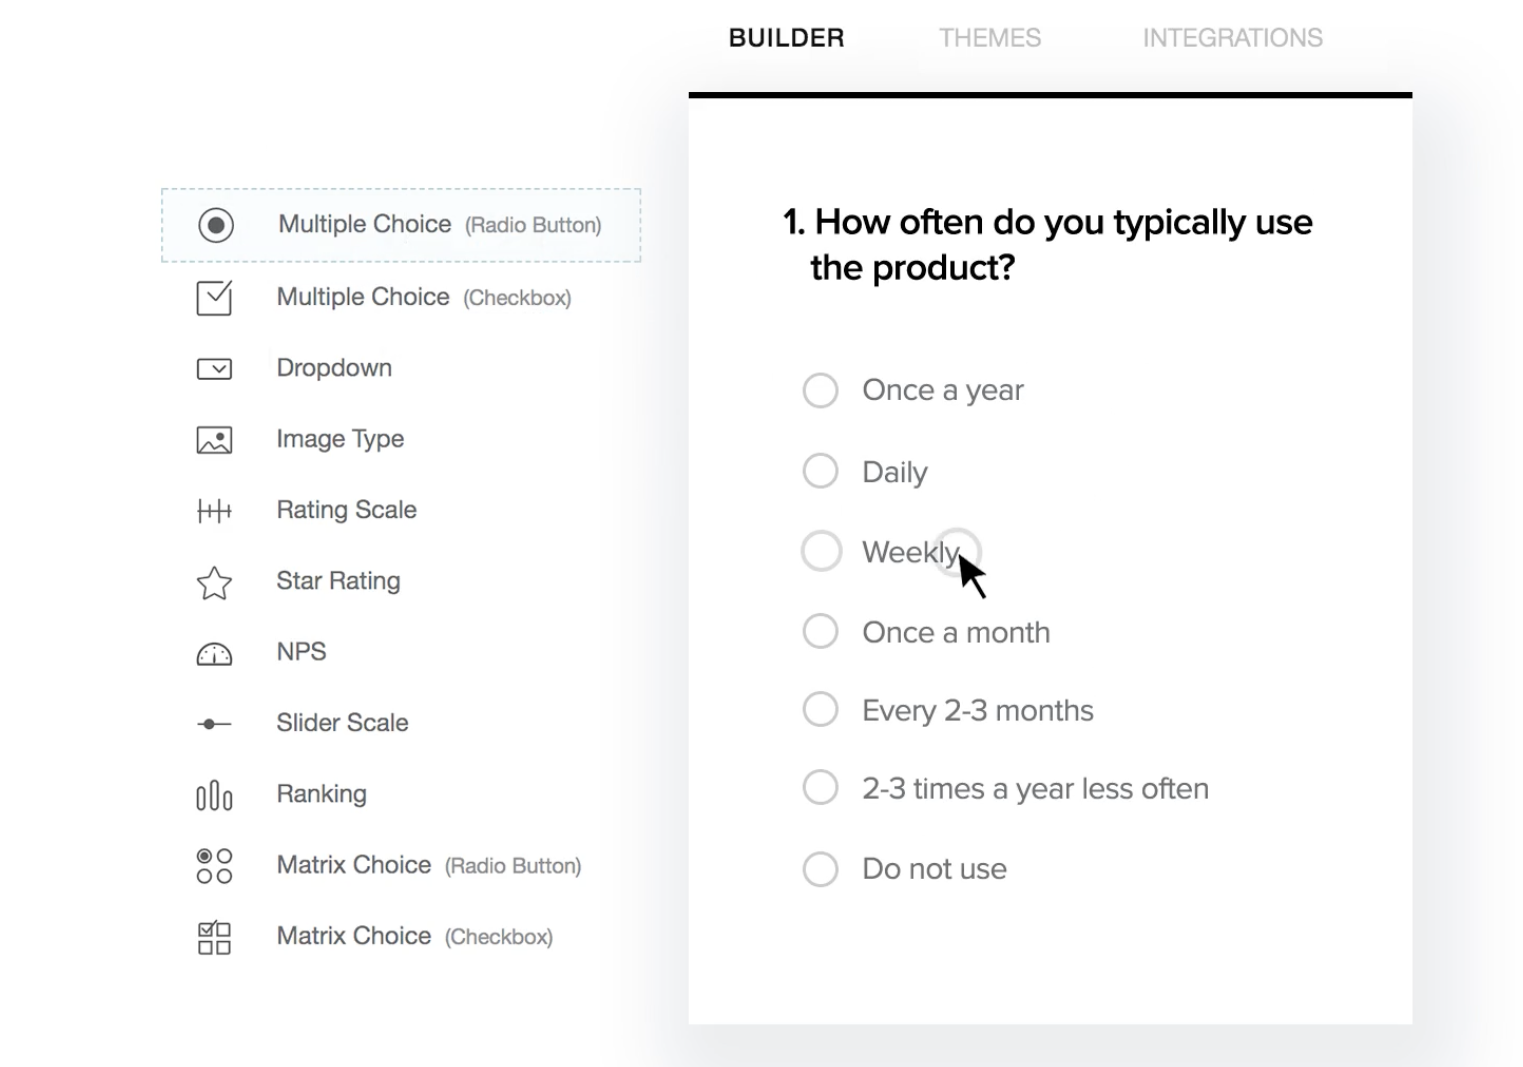 BUILDER THEMES INTEGRATIONS
Multiple Choice (Radio Button)
Multiple Choice (Checkbox)
Dropdown
Image Type
Rating Scale
Star Rating
NPS
Slider Scale
Ranking
Matrix Choice (Radio Button)
Matrix Choice (Checkbox)
1. How often do you typically use
the product?
Once a year
Daily
Weekly
Once a month
Every 2-3 months
2-3 times a year less often
Do not use